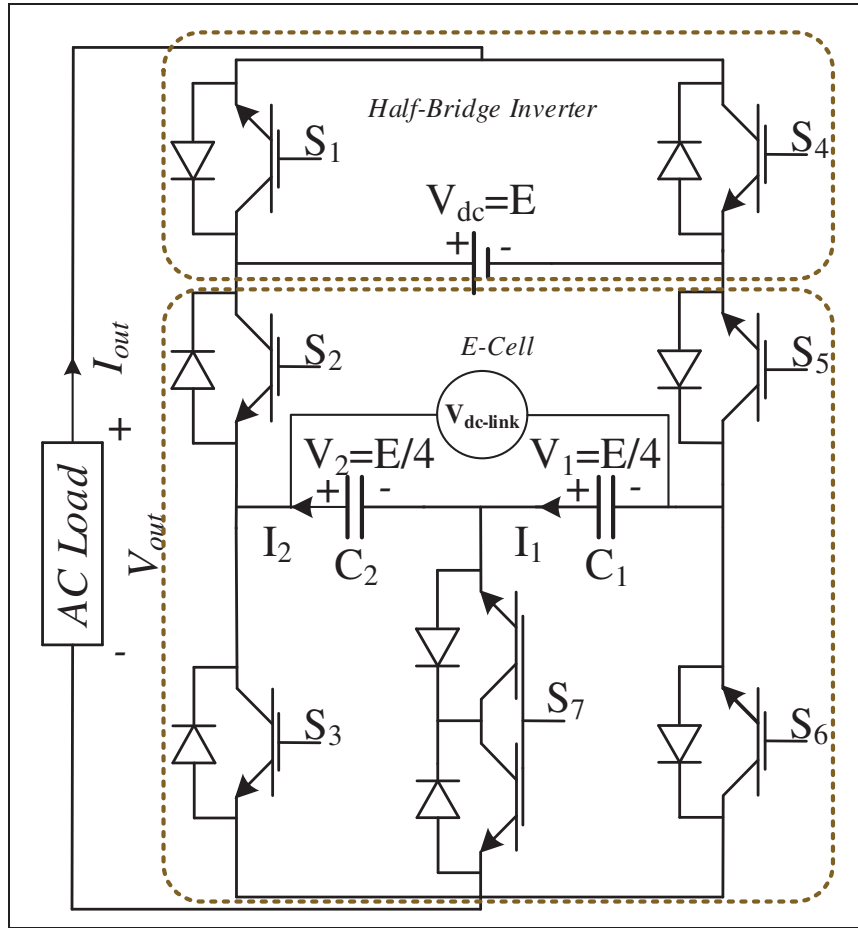 Half-Bridge Inverter
S1
S4
Vdc=E
+ -
S2
E-Cell
S5
Vdc-link
V2=E/4
V1=E/4
+ -
+ -
I2
I1
C2
C1
Iout
+
Vout
AC Load
-
S3
S7
S6